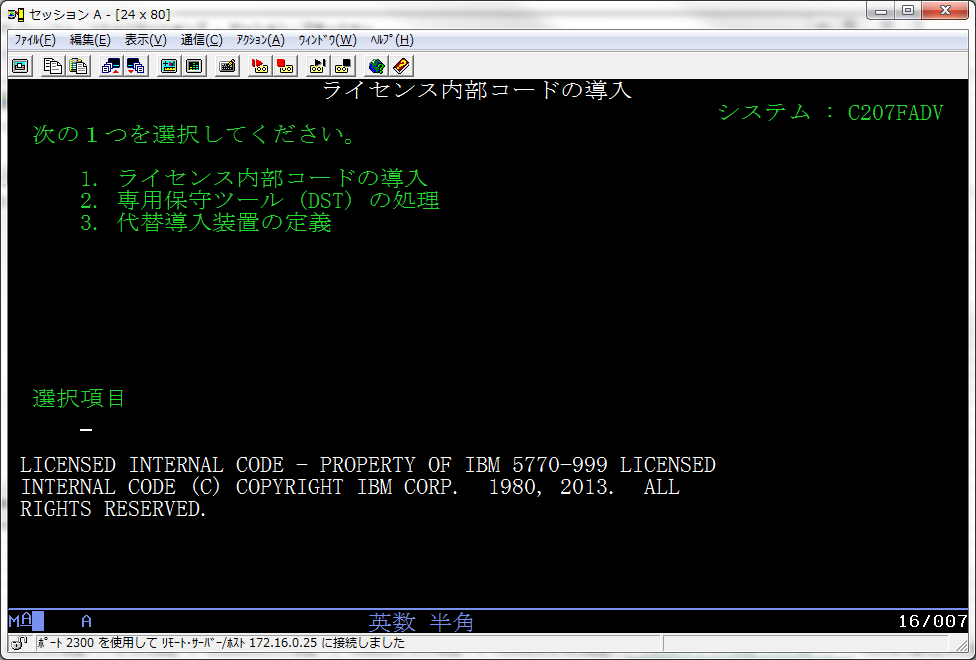 セッション A - [24 x 80]
ﾌｧｲﾙ(F) 編集(E) 表示(V) 通信(C) ｱｸｼｮﾝ(A) ｳｨﾝﾄﾞｳ(W) ﾍﾙﾌﾟ(H)
ライセンス内部コードの導入
システム : C207FADV
次の１つを選択してください。
1. ライセンス内部コードの導入
2. 専用保守ツール (DST) の処理
3. 代替導入装置の定義
選択項目
LICENSED INTERNAL CODE - PROPERTY OF IBM 5770-999 LICENSED
INTERNAL CODE (C) COPYRIGHT IBM CORP. 1980, 2013. ALL
RIGHTS RESERVED.
MA A 英数 半角 16/007
ﾎﾟｰﾄ 2300 を使用して ﾘﾓｰﾄ･ｻｰﾊﾞｰ/ﾎｽﾄ 172.16.0.25 に接続しました